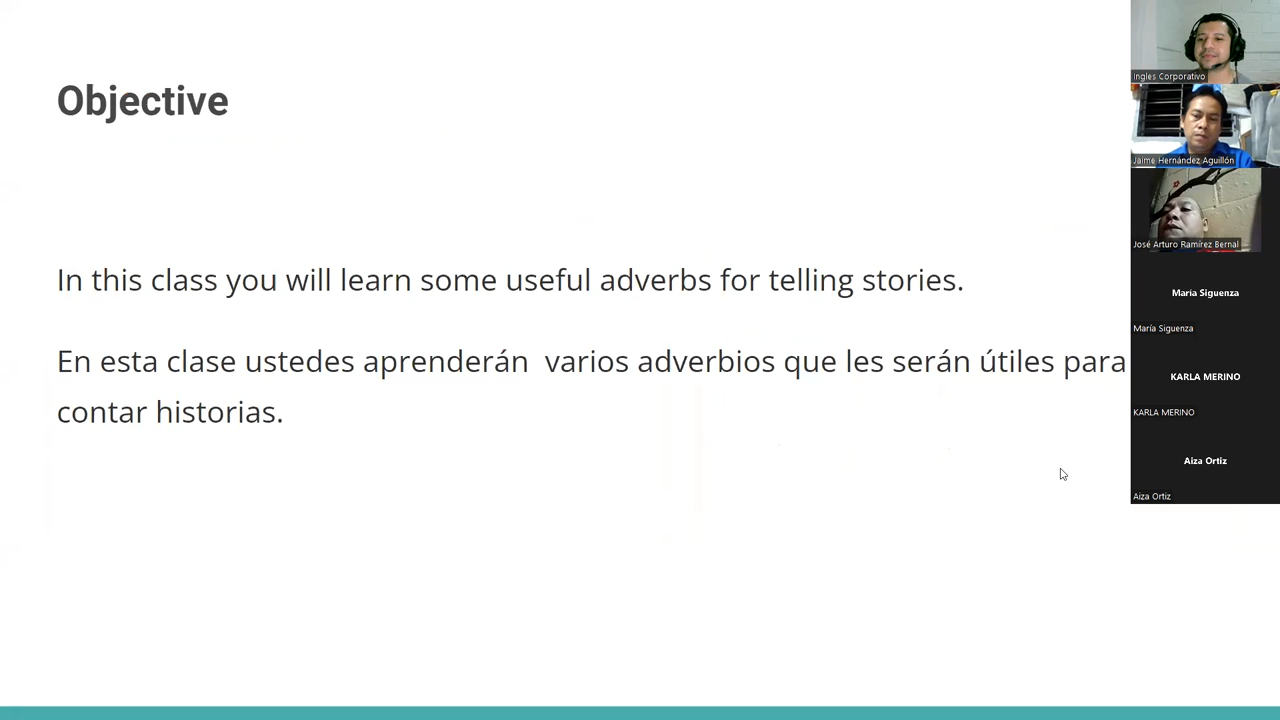 Objective
In this class you will learn some useful adverbs for telling stories.
En esta clase ustedes aprenderán varios adverbios que les serán útiles para
contar historias.
Ingles Corporativo
Jaime Hernández Aguillón
José Arturo Ramírez Bernal
María Siguenza
María Siguenza
KARLA MERINO
KARLA MERINO
Aiza Ortiz
Aiza Ortiz